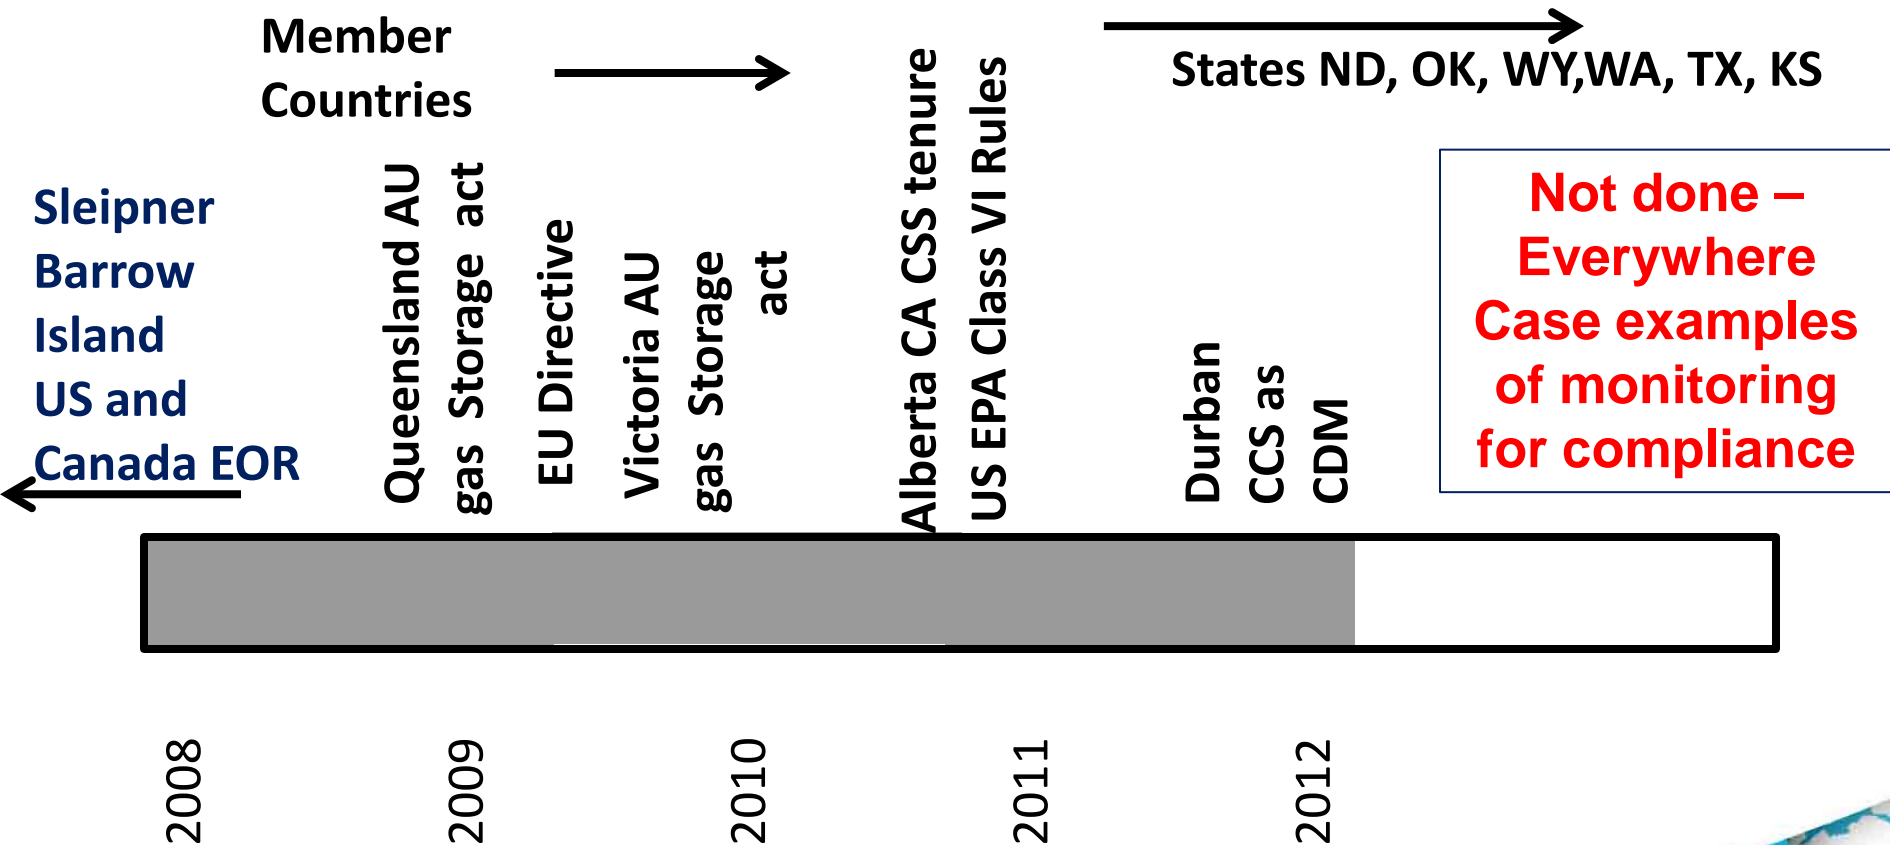 Member
Countries
States ND, OK, WY,WA, TX, KS
Sleipner
Barrow
Island
US and
Canada EOR
Queensland AU
gas Storage act
EU Directive
Victoria AU
gas Storage
act
Alberta CA CSS tenure
US EPA Class VI Rules
Durban
CCS as
CDM
Not done –
Everywhere
Case examples
of monitoring
for compliance
2008
2009
2010
2011
2012